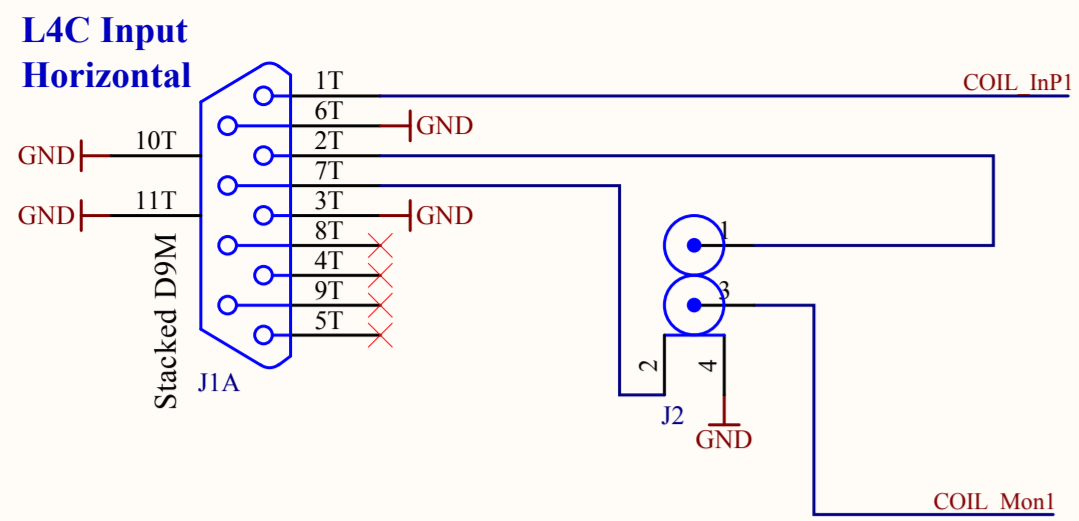 L4C Input
Horizontal
1T
COIL_InP1
6T
GND
10T
GND
2T
7T
11T
GND
3T
GND
8T
1
4T
9T
3
5T
Stacked D9M
J1A
2
4
J2
GND
COIL_Mon1